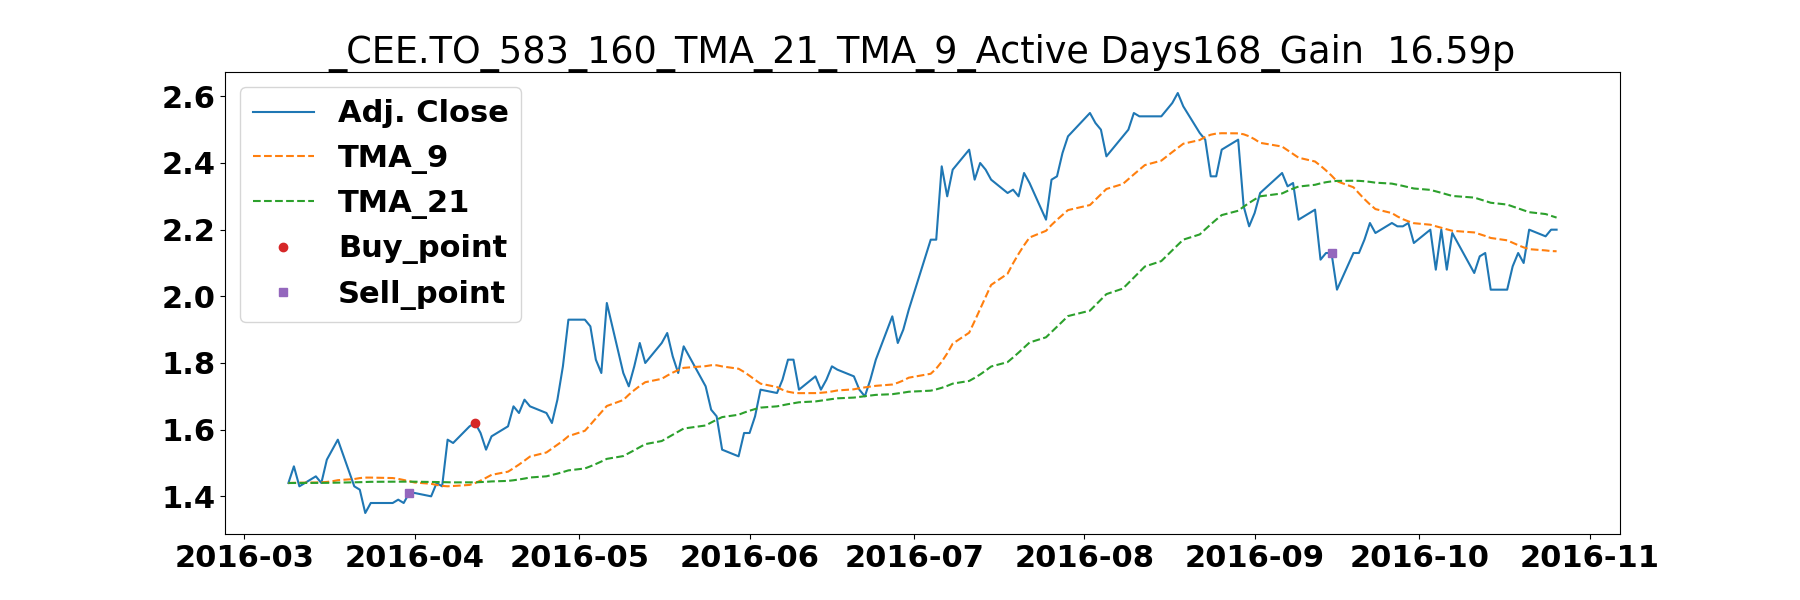 _CEE.TO_583_160_TMA_21_TMA_9_Active Days168_Gain  16.59p
Adj. Close
TMA_9
TMA_21
Buy_point
Sell_point
2.6
2.4
2.2
2.0
1.8
1.6
1.4
2016-03 2016-04 2016-05 2016-06 2016-07 2016-08 2016-09 2016-10 2016-11